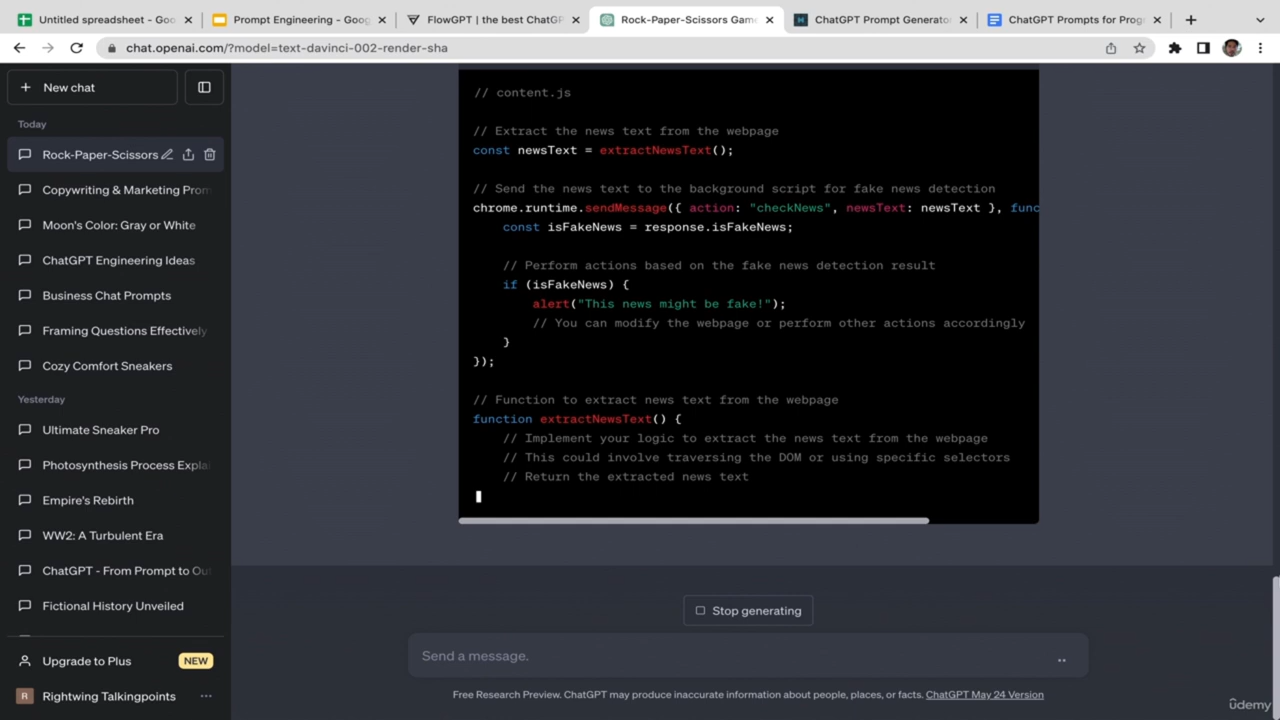 Untitled spreadsheet - Goo
Prompt Engineering - Goog
FlowGPT | the best ChatGP
Rock-Paper-Scissors Gam
ChatGPT Prompt Generato
ChatGPT Prompts for Prog
chat.openai.com/?model=text-davinci-002-render-sha
New chat
Today
Rock-Paper-Scissors
Copywriting & Marketing Prom
Moon's Color: Gray or White
ChatGPT Engineering Ideas
Business Chat Prompts
Framing Questions Effectively
Cozy Comfort Sneakers
Yesterday
Ultimate Sneaker Pro
Photosynthesis Process Explai
Empire's Rebirth
WW2: A Turbulent Era
ChatGPT - From Prompt to Ou
Fictional History Unveiled
Upgrade to Plus
NEW
R
Rightwing Talkingpoints
// content.js
// Extract the news text from the webpage
const newsText = extractNewsText();
// Send the news text to the background script for fake news detection
chrome.runtime.sendMessage({ action: "checkNews", newsText: newsText }, func
const isFakeNews = response.isFakeNews;
// Perform actions based on the fake news detection result
if (isFakeNews) {
alert("This news might be fake!");
// You can modify the webpage or perform other actions accordingly
}
});
// Function to extract news text from the webpage
function extractNewsText() {
// Implement your logic to extract the news text from the webpage
// This could involve traversing the DOM or using specific selectors
// Return the extracted news text
Stop generating
Send a message.
Free Research Preview. ChatGPT may produce inaccurate information about people, places, or facts. ChatGPT May 24 Version
ûdemy